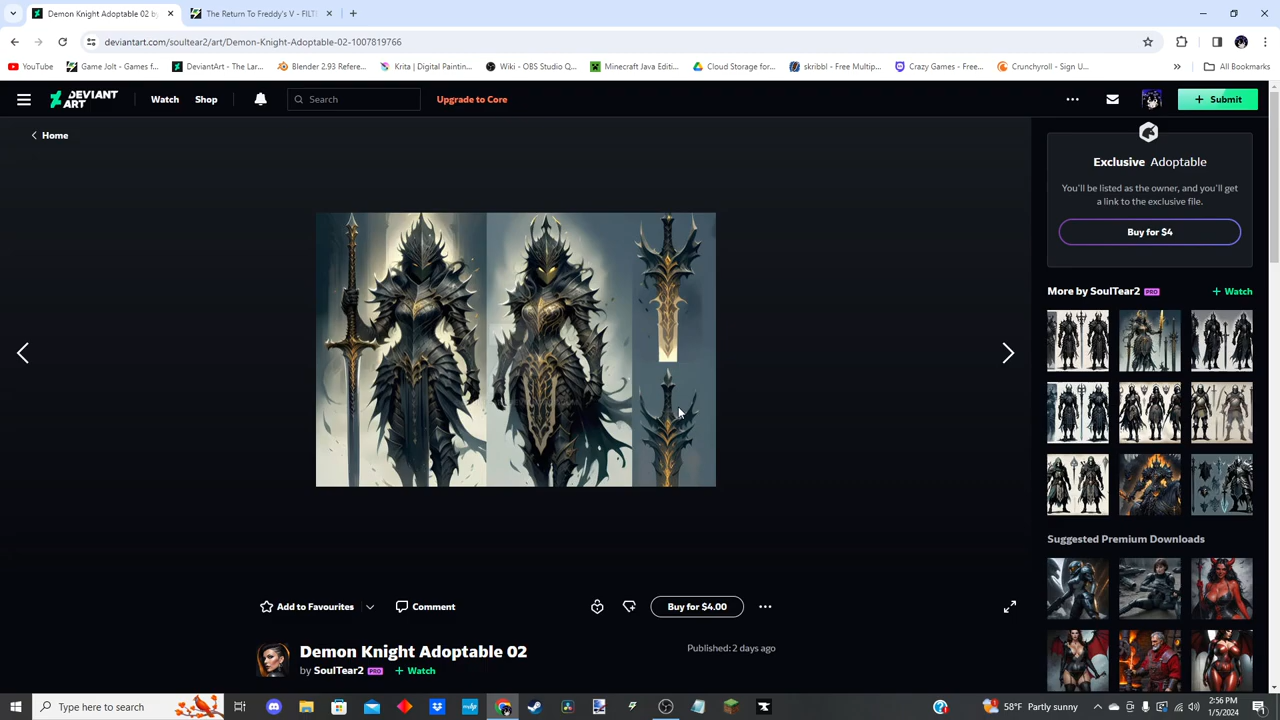 Demon Knight Adoptable 02 by
The Return To Freddy's V - FILT
deviantart.com/soultear2/art/Demon-Knight-Adoptable-02-1007819766
YouTube
Game Jolt - Games f...
DeviantArt - The Lar...
Blender 2.93 Refere...
Krita | Digital Paintin...
Wiki - OBS Studio Q...
Minecraft Java Editi...
Cloud Storage for...
skribbl - Free Multip...
Crazy Games - Free...
Crunchyroll - Sign U...
All Bookmarks
DEVIANT
ART
Watch
Shop
Search
Upgrade to Core
Submit
Home
Exclusive Adoptable
You'll be listed as the owner, and you'll get
a link to the exclusive file.
Buy for $4
More by SoulTear2 PRO
+ Watch
Suggested Premium Downloads
Add to Favourites
Comment
Buy for $4.00
Demon Knight Adoptable 02
by SoulTear2 PRO + Watch
Published: 2 days ago
Type here to search
58°F Partly sunny
2:56 PM
1/5/2024